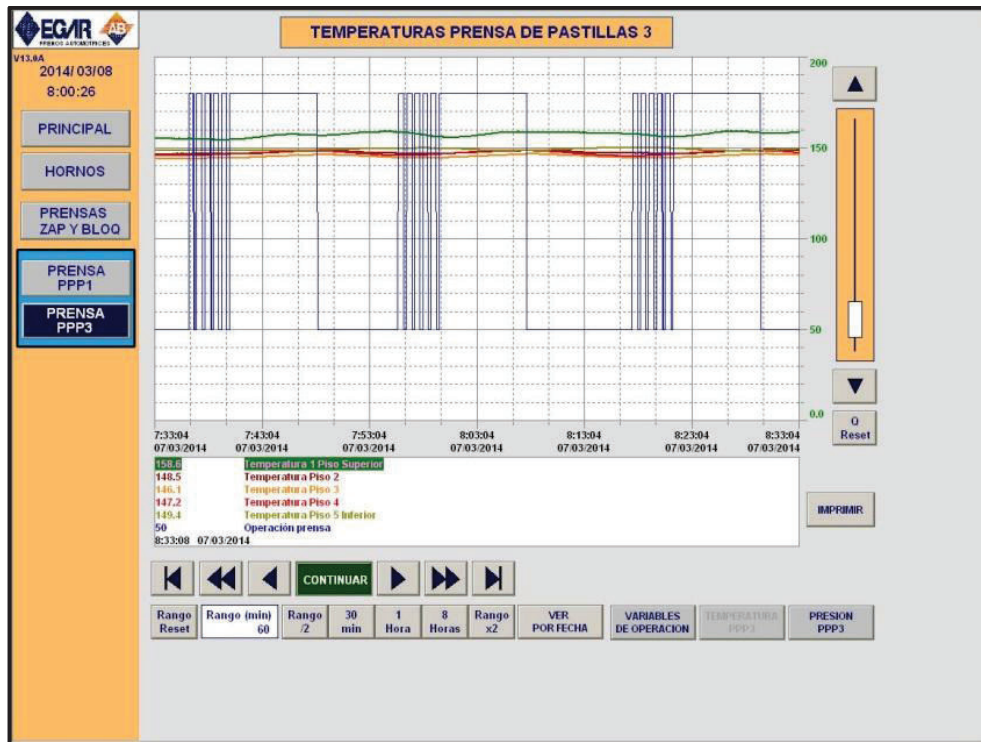 EGAR AB
FRENOS AUTOMOTRICES
TEMPERATURAS PRENSA DE PASTILLAS 3
V13.0A
2014/ 03/08
8:00:26
PRINCIPAL
HORNOS
PRENSAS
ZAP Y BLOQ
PRENSA
PPP1
PRENSA
PPP3
200
150
100
50
0.0
0
Reset
7:33:04 7:43:04 7:53:04 8:03:04 8:13:04 8:23:04 8:33:04
07/03/2014 07/03/2014 07/03/2014 07/03/2014 07/03/2014 07/03/2014 07/03/2014
158.6 Temperatura 1 Piso Superior
148.5 Temperatura Piso 2
146.1 Temperatura Piso 3
147.2 Temperatura Piso 4
149.4 Temperatura Piso 5 Inferior
50 Operación prensa
8:33:08 07/03/2014
IMPRIMIR
CONTINUAR
Rango
Reset
Rango (min)
60
Rango
/2
30
min
1
Hora
8
Horas
Rango
x2
VER
POR FECHA
VARIABLES
DE OPERACION
TEMPERATURA
PPP3
PRESION
PPP3